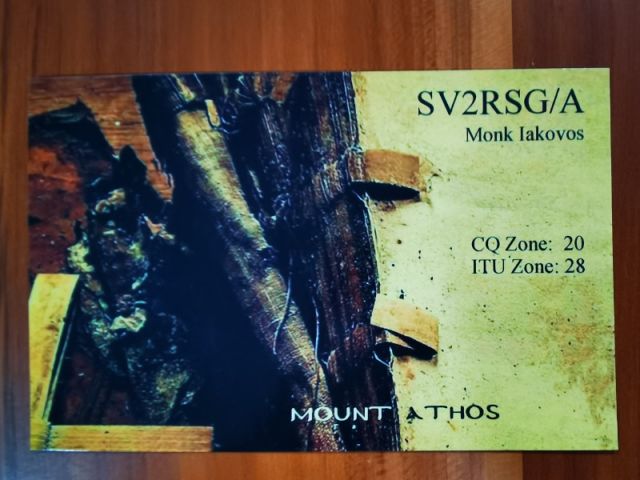 SV2RSG/A
Monk Iakovos
CQ Zone: 20
ITU Zone: 28
MOUNT ATHOS